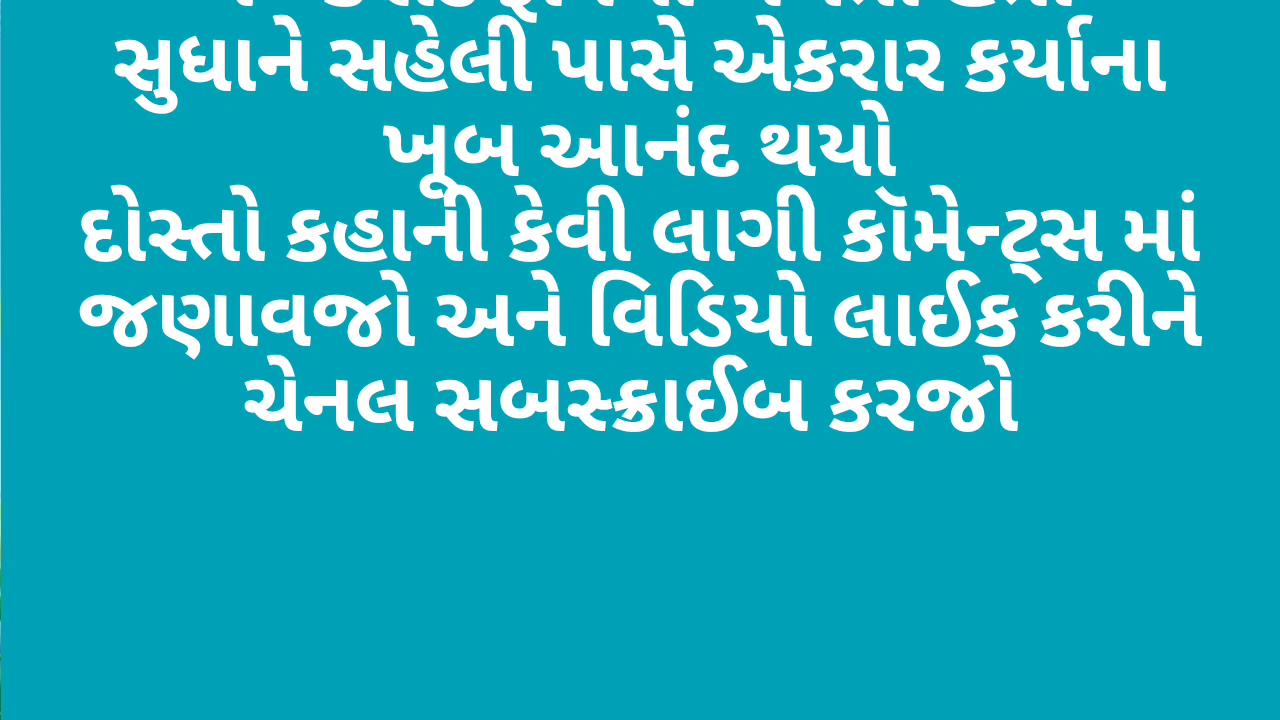 સુધાને સહેલી પાસે એકરાર કર્યાના
ખૂબ આનંદ થયો
દોસ્તો કહાની કેવી લાગી કૉમેન્ટ્સ માં
જણાવજો અને વિડિયો લાઈક કરીને
ચેનલ સબસ્ક્રાઈબ કરજો